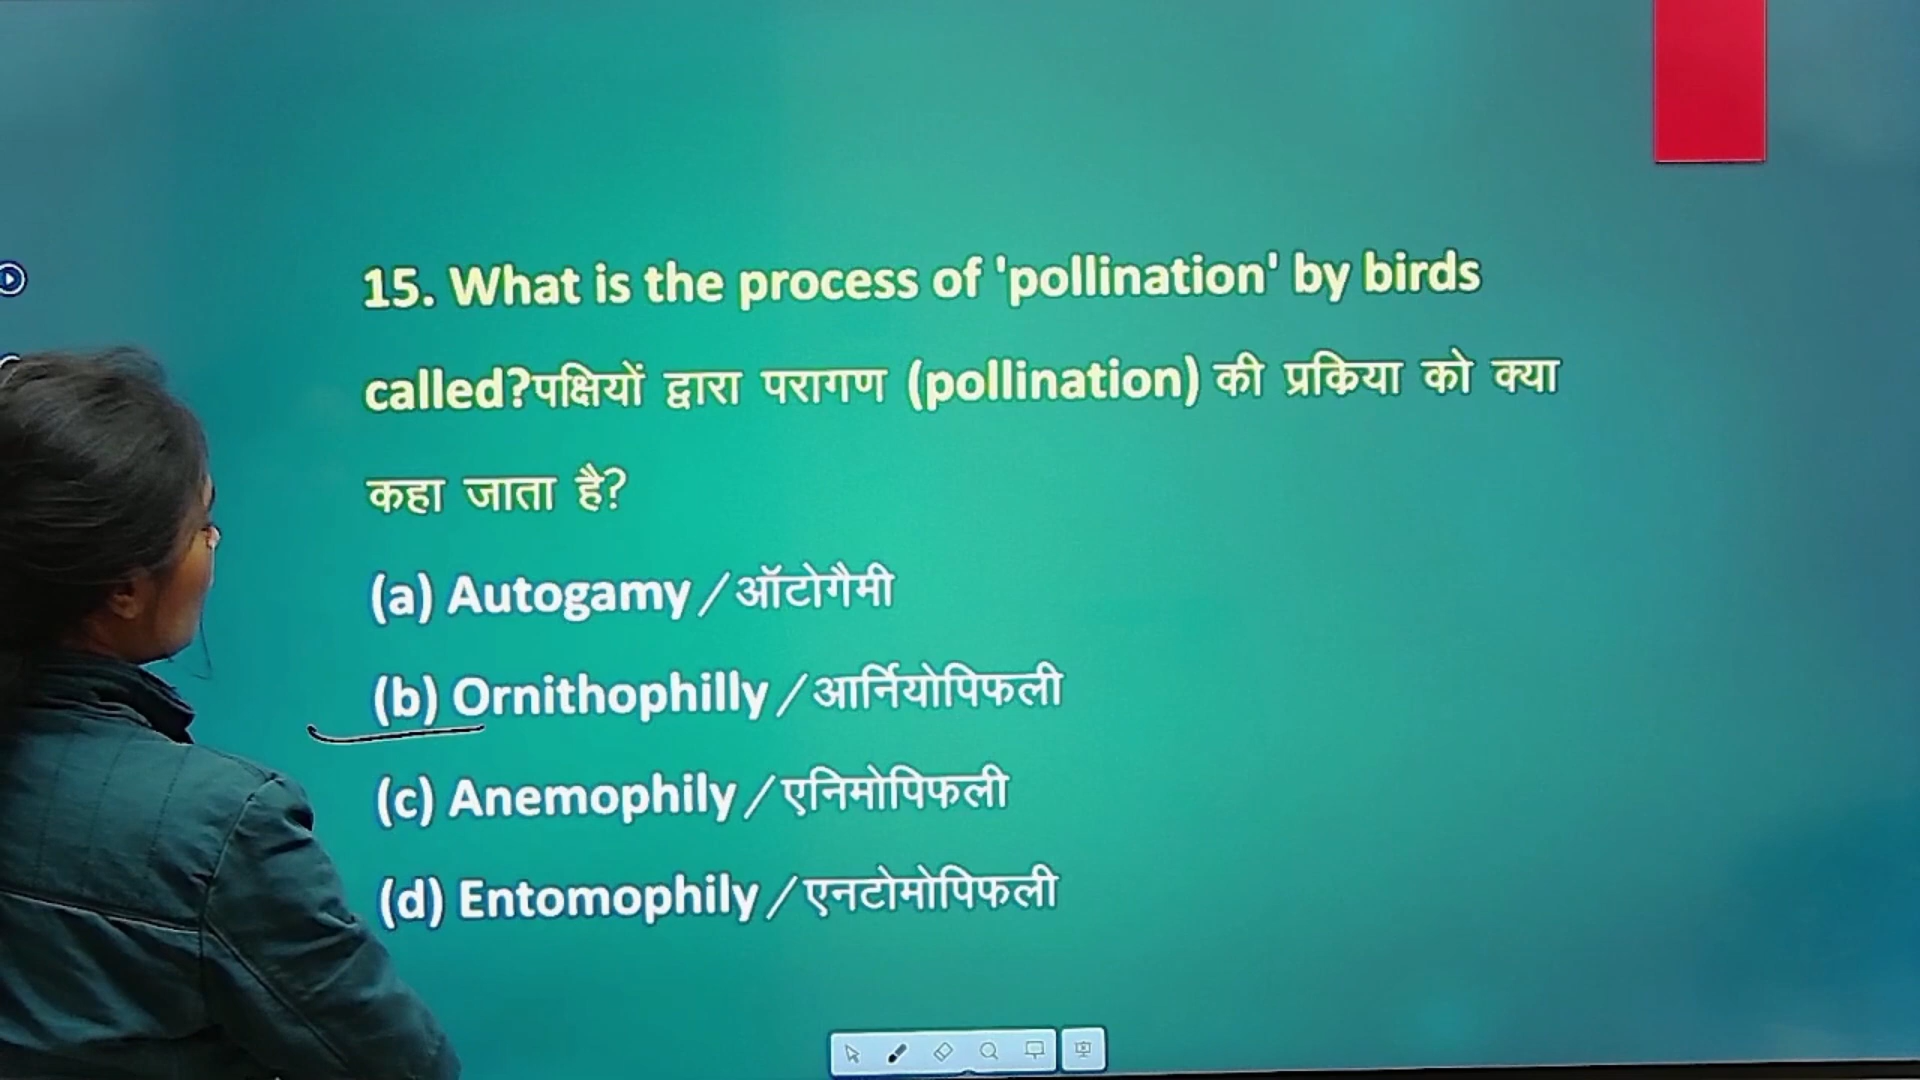 15. What is the process of 'pollination' by birds
called?पक्षियों द्वारा परागण (pollination) की प्रक्रिया को क्या
कहा जाता है?
(a) Autogamy/ऑटोगैमी
(b) Ornithophilly/आर्नियोपिफली
(c) Anemophily/एनिमोपिफली
(d) Entomophily/एनटोमोपिफली